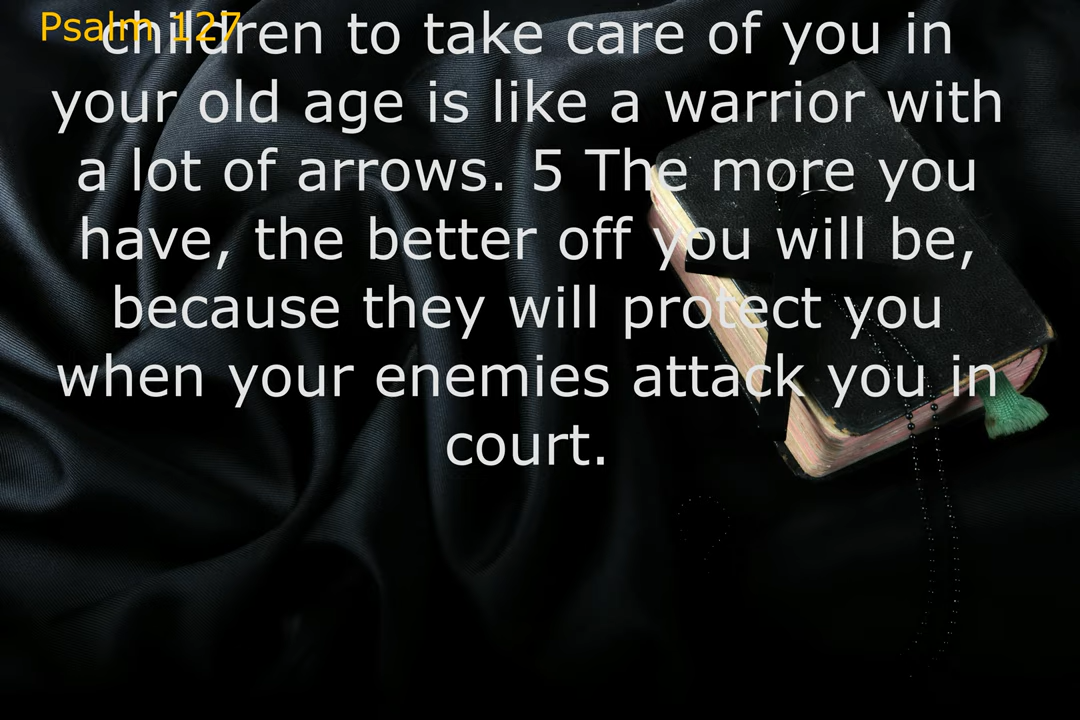 Psalm 127
children to take care of you in
your old age is like a warrior with
a lot of arrows. 5 The more you
have, the better off you will be,
because they will protect you
when your enemies attack you in
court.